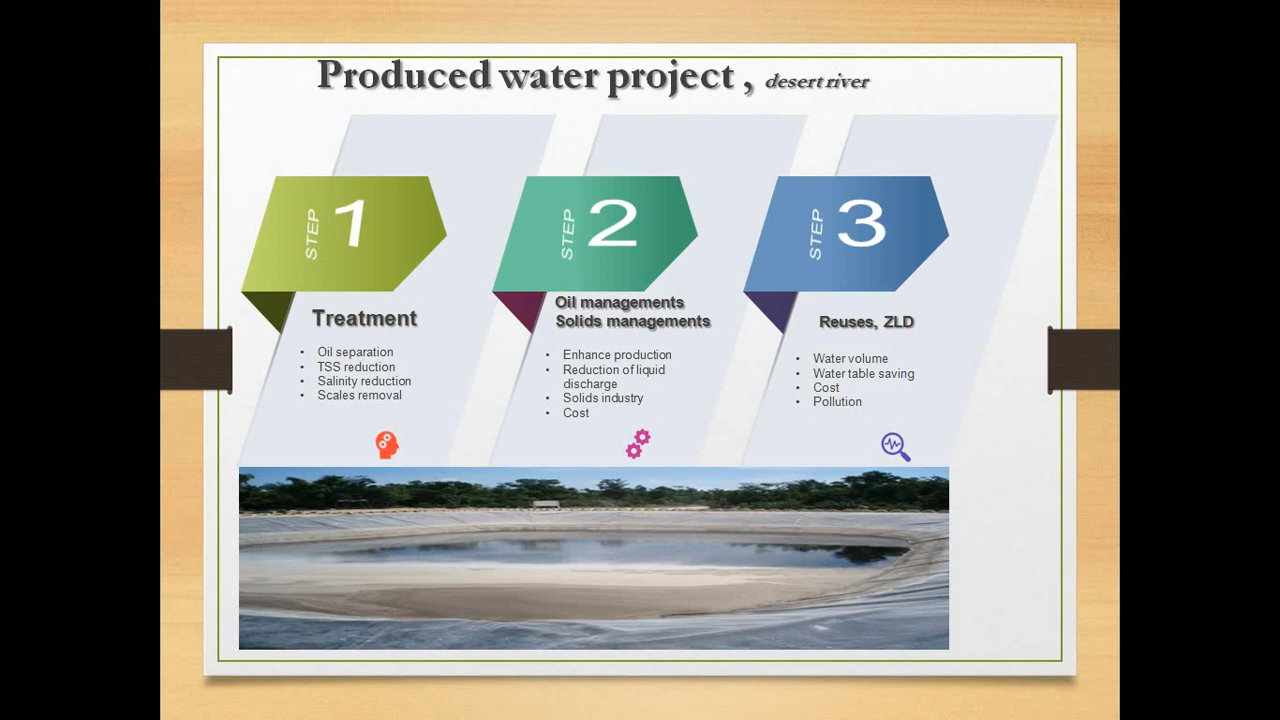 Produced water project , desert river
STEP 1
STEP 2
STEP 3
Treatment
• Oil separation
• TSS reduction
• Salinity reduction
• Scales removal
Oil managements
Solids managements
• Enhance production
• Reduction of liquid
discharge
• Solids industry
• Cost
Reuses, ZLD
• Water volume
• Water table saving
• Cost
• Pollution